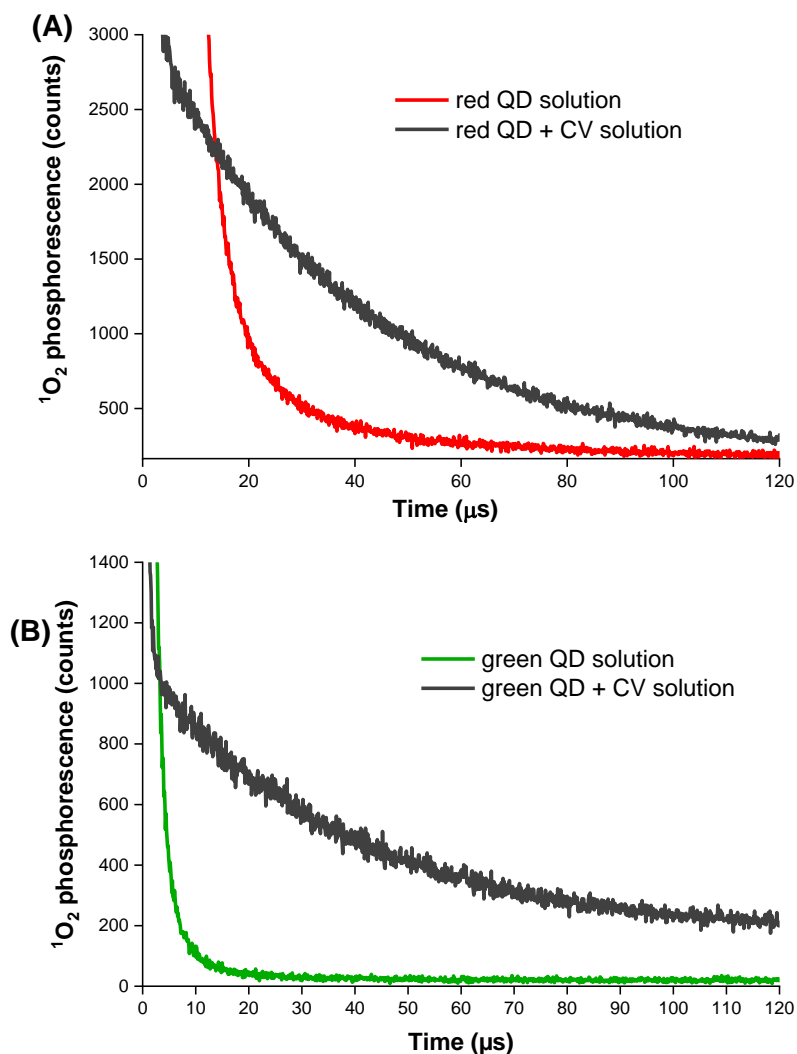 (A)
3000
2500
2000
1500
1000
500
¹O₂ phosphorescence (counts)
red QD solution
red QD + CV solution
0 20 40 60 80 100 120
Time (μs)
(B)
1400
1200
1000
800
600
400
200
0
¹O₂ phosphorescence (counts)
green QD solution
green QD + CV solution
0 10 20 30 40 50 60 70 80 90 100 110 120
Time (µs)